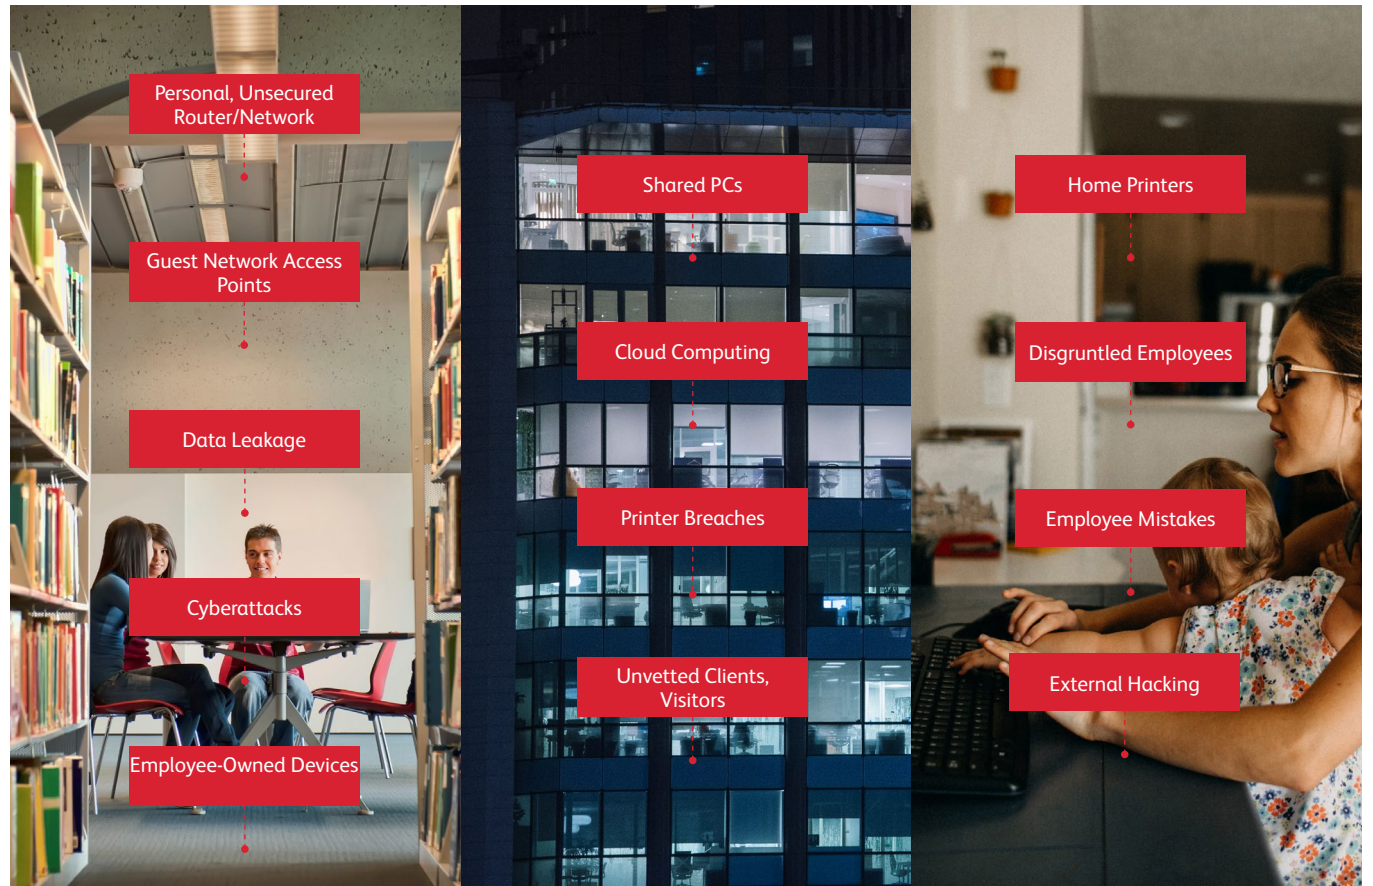 Personal, Unsecured
Router/Network
Guest Network Access
Points
Data Leakage
Cyberattacks
Employee-Owned Devices
Shared PCs
Cloud Computing
Printer Breaches
Unvetted Clients,
Visitors
Home Printers
Disgruntled Employees
Employee Mistakes
External Hacking